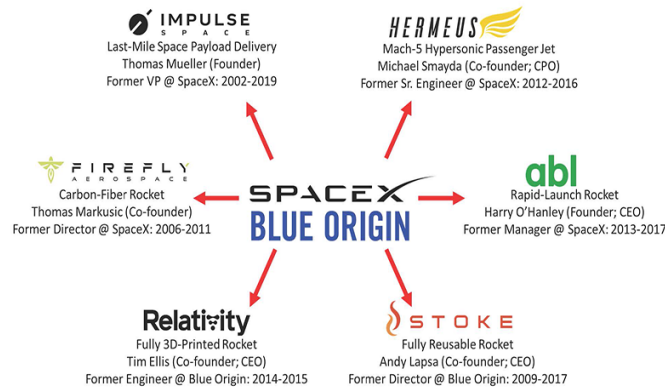 IMPULSE
SPACE
Last-Mile Space Payload Delivery
Thomas Mueller (Founder)
Former VP @ SpaceX: 2002-2019
HERMEUS
Mach-5 Hypersonic Passenger Jet
Michael Smayda (Co-founder; CPO)
Former Sr. Engineer @ SpaceX: 2012-2016
FIREFLY
AEROSPACE
Carbon-Fiber Rocket
Thomas Markusic (Co-founder)
Former Director @ SpaceX: 2006-2011
SPACEX
BLUE ORIGIN
abl
Rapid-Launch Rocket
Harry O'Hanley (Founder; CEO)
Former Manager @ SpaceX: 2013-2017
Relativity
Fully 3D-Printed Rocket
Tim Ellis (Co-founder; CEO)
Former Engineer @ Blue Origin: 2014-2015
STOKE
Fully Reusable Rocket
Andy Lapsa (Co-founder; CEO)
Former Director @ Blue Origin: 2009-2017